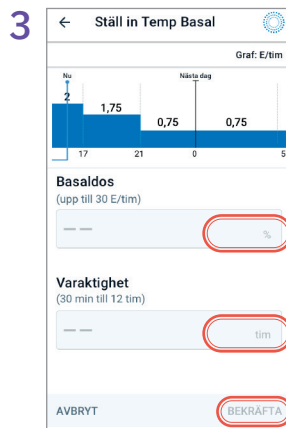 3
← Ställ in Temp Basal
Graf: E/tim
Nu Nästa dag
2
1,75
0,75 0,75
17 21 0 5
Basaldos
(upp till 30 E/tim)
—— %
Varaktighet
(30 min till 12 tim)
—— tim
AVBRYT BEKRÄFTA